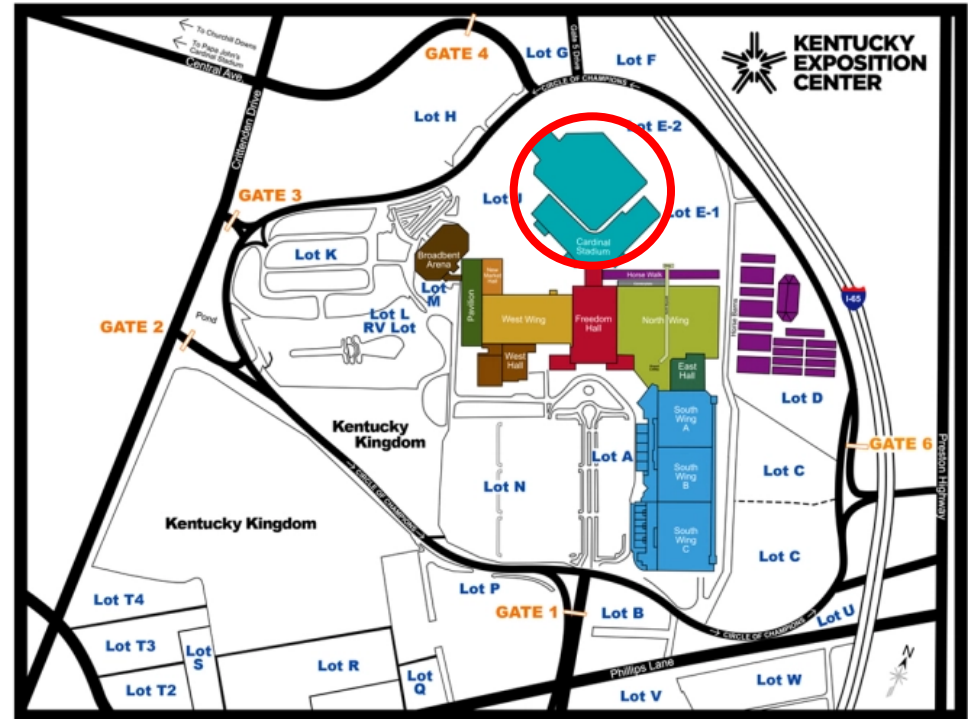 To Churchill Downs
To Papa John's
Cardinal Stadium
Central Ave.
Crittenden Drive
GATE 4
Lot G
Gate 5 Drive
Lot F
KENTUCKY
EXPOSITION
CENTER
CIRCLE OF CHAMPIONS
Lot H
Lot E-2
GATE 3
Lot J
Lot E-1
Cardinal
Stadium
Lot K
Broadbent
Arena
New
Market
Hall
Horse Walk
I-65
Lot
M
Pavilion
West Wing
Freedom
Hall
North Wing
Horse Barns
GATE 2
Pond
Lot L
RV Lot
West
Hall
East
Hall
Lot D
South
Wing
A
Kentucky
Kingdom
GATE 6
Preston Highway
Lot A
Lot C
South
Wing
B
Lot N
CIRCLE OF CHAMPIONS
Kentucky Kingdom
South
Wing
C
Lot C
Lot P
Lot T4
GATE 1
Lot B
Lot U
CIRCLE OF CHAMPIONS
Lot T3
Lot
S
Lot R
Phillips Lane
N
Lot T2
Lot
Q
Lot V
Lot W